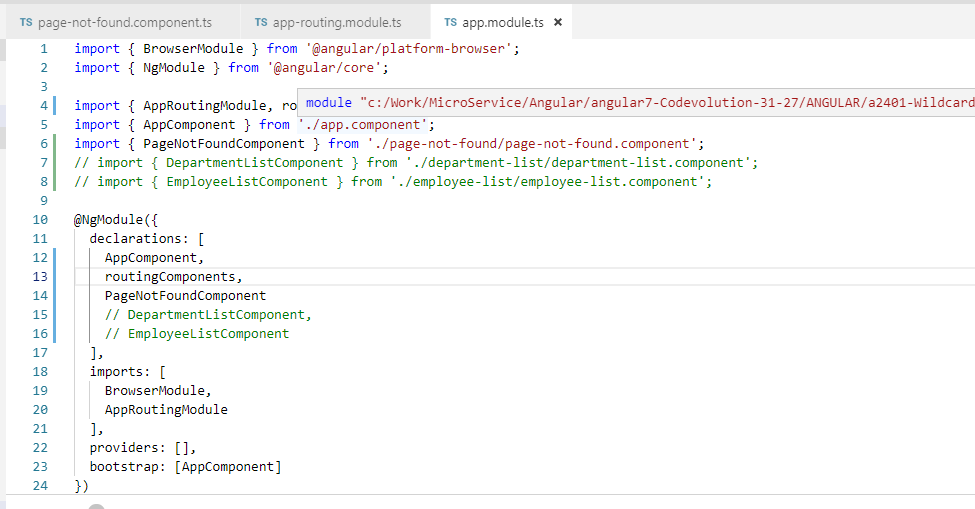 TS page-not-found.component.ts TS app-routing.module.ts TS app.module.ts ×
1 import { BrowserModule } from '@angular/platform-browser';
2 import { NgModule } from '@angular/core';
3
4 import { AppRoutingModule, ro module "c:/Work/MicroService/Angular/angular7-Codevolution-31-27/ANGULAR/a2401-Wildcard
5 import { AppComponent } from './app.component';
6 import { PageNotFoundComponent } from './page-not-found/page-not-found.component';
7 // import { DepartmentListComponent } from './department-list/department-list.component';
8 // import { EmployeeListComponent } from './employee-list/employee-list.component';
9
10 @NgModule({
11 declarations: [
12 AppComponent,
13 routingComponents,
14 PageNotFoundComponent
15 // DepartmentListComponent,
16 // EmployeeListComponent
17 ],
18 imports: [
19 BrowserModule,
20 AppRoutingModule
21 ],
22 providers: [],
23 bootstrap: [AppComponent]
24 })